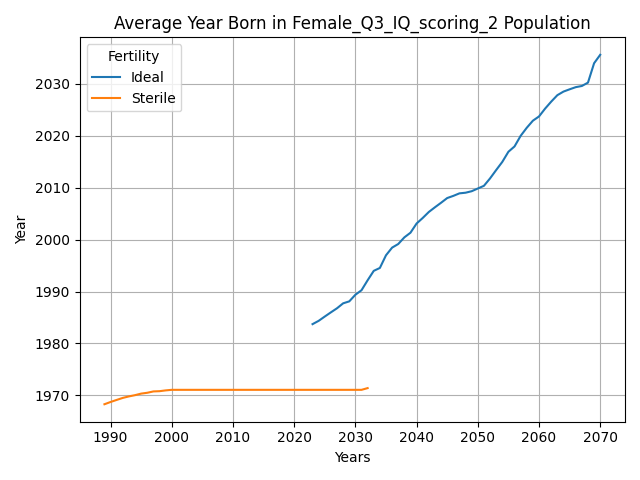 Average Year Born in Female_Q3_IQ_scoring_2 Population
Fertility
Ideal
Sterile
Year
2030
2020
2010
2000
1990
1980
1970
1990 2000 2010 2020 2030 2040 2050 2060 2070
Years